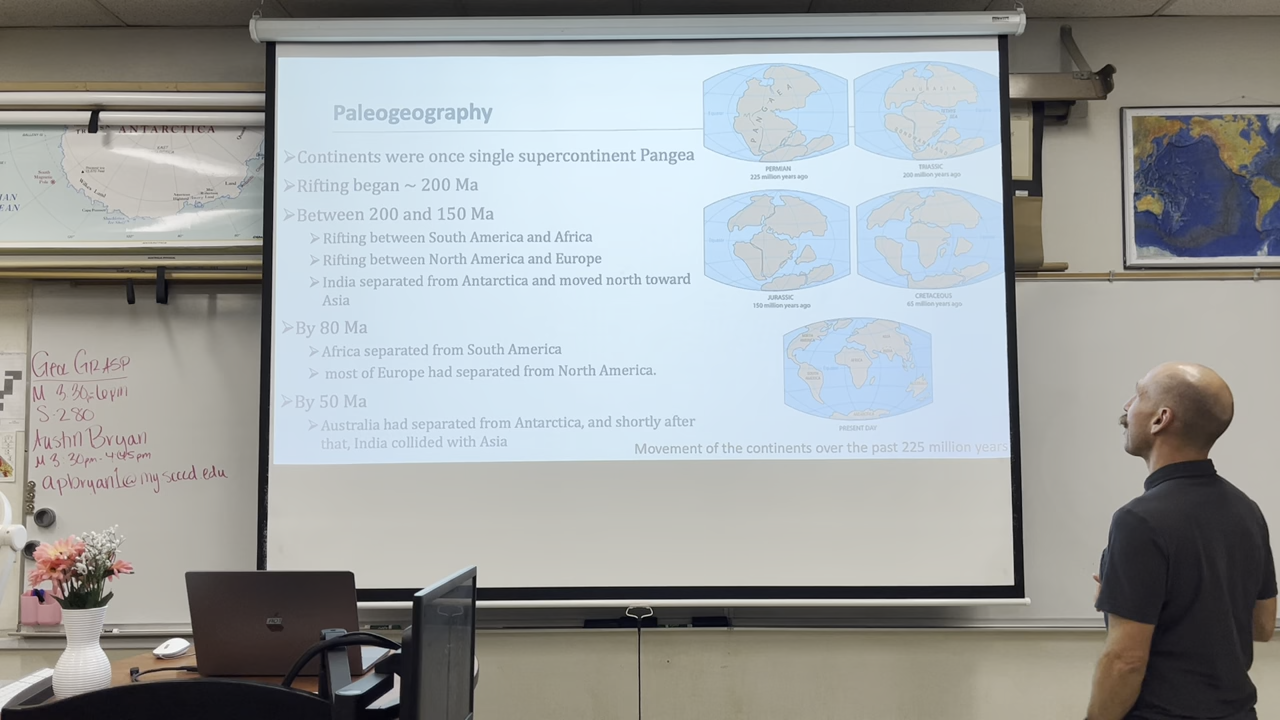 Paleogeography
➢Continents were once single supercontinent Pangea
➢Rifting began ~ 200 Ma
➢Between 200 and 150 Ma
➢Rifting between South America and Africa
➢Rifting between North America and Europe
➢India separated from Antarctica and moved north toward
Asia
➢By 80 Ma
➢Africa separated from South America
➢most of Europe had separated from North America.
➢By 50 Ma
➢Australia had separated from Antarctica, and shortly after
that, India collided with Asia
PANGAEA
PERMIAN
225 million years ago
LAURASIA
TRIASSIC
200 million years ago
JURASSIC
150 million years ago
CRETACEOUS
65 million years ago
PRESENT DAY
Movement of the continents over the past 225 million years
ANTARCTICA
Geol GRASP
M 3:30-6pm
S-280
Austin Bryan
M 3:30pm-4:45pm